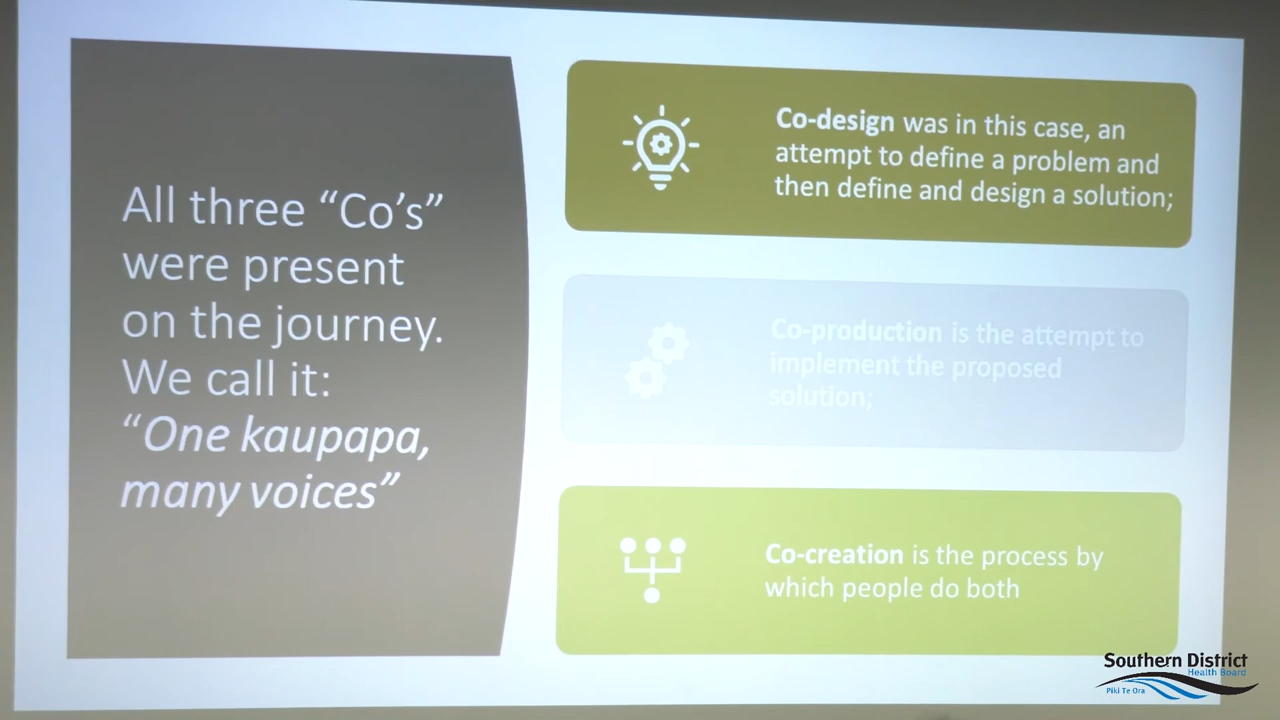 All three “Co’s”
were present
on the journey.
We call it:
“One kaupapa,
many voices”
Co-design was in this case, an
attempt to define a problem and
then define and design a solution;
Co-production is the attempt to
implement the proposed
solution;
Co-creation is the process by
which people do both
Southern District
Health Board
Piki Te Ora